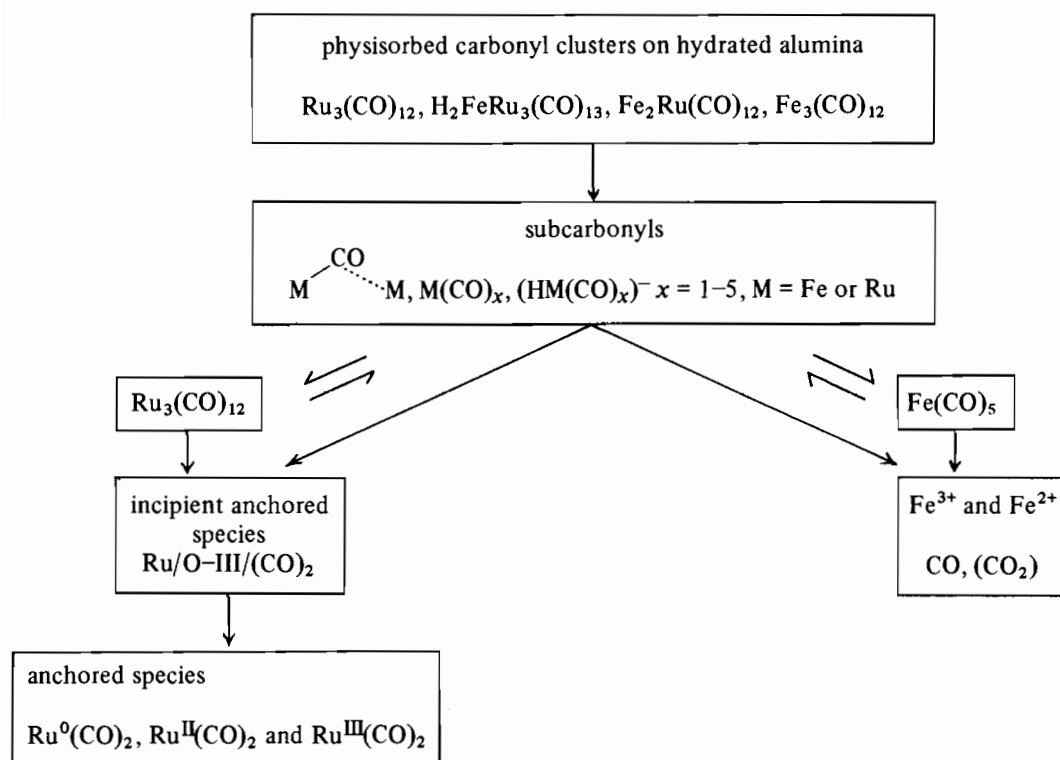 physisorbed carbonyl clusters on hydrated alumina
Ru₃(CO)₁₂, H₂FeRu₃(CO)₁₃, Fe₂Ru(CO)₁₂, Fe₃(CO)₁₂
subcarbonyls
CO
M M, M(CO)ₓ, (HM(CO)ₓ)⁻ x = 1–5, M = Fe or Ru
Ru₃(CO)₁₂
Fe(CO)₅
incipient anchored
species
Ru/O–III/(CO)₂
Fe³⁺ and Fe²⁺
CO, (CO₂)
anchored species
Ru⁰(CO)₂, Ruᴵᴵ(CO)₂ and Ruᴵᴵᴵ(CO)₂